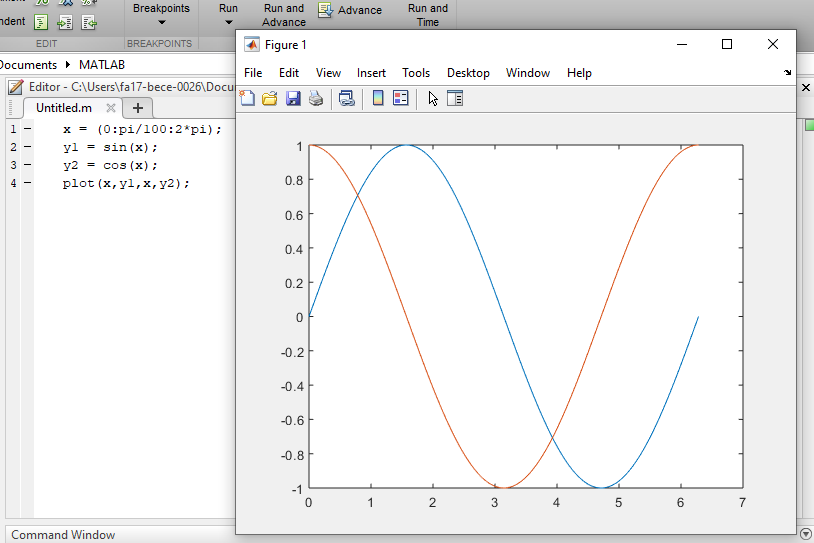 Breakpoints
Run
Run and
Advance
Advance
Run and
Time
EDIT
BREAKPOINTS
MATLAB
Editor - C:\Users\fa17-bece-0026\Docu
Untitled.m
+
1 – x = (0:pi/100:2*pi);
2 – y1 = sin(x);
3 – y2 = cos(x);
4 – plot(x,y1,x,y2);
Command Window
Figure 1
File Edit View Insert Tools Desktop Window Help
1
0.8
0.6
0.4
0.2
0
-0.2
-0.4
-0.6
-0.8
-1
0 1 2 3 4 5 6 7